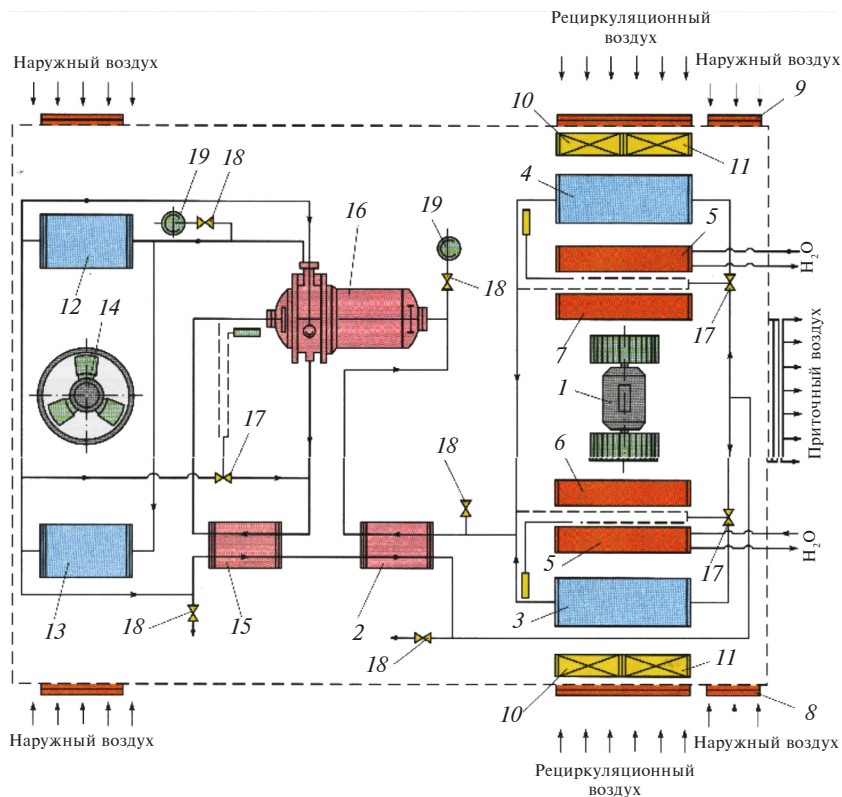 Рециркуляционный
воздух
Наружный воздух
Наружный воздух
9
10
11
4
19
18
16
19
5
H₂O
12
18
17
14
7
1
Приточный воздух
17
6
18
H₂O
5
17
13
18
15
2
3
18
11
10
8
Наружный воздух
Наружный воздух
Рециркуляционный
воздух